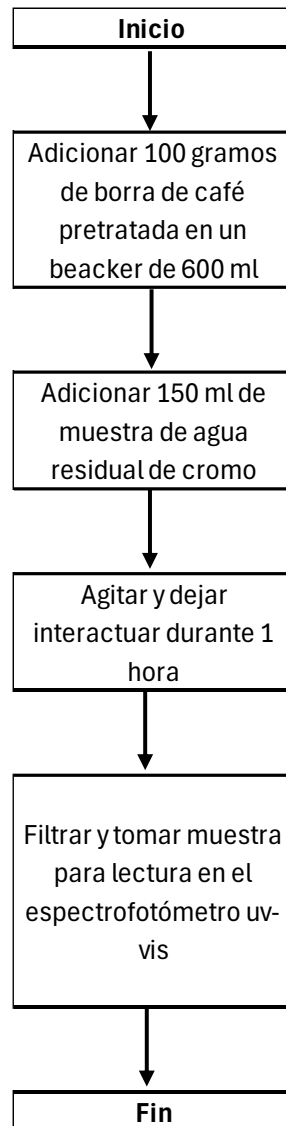 Inicio
Adicionar 100 gramos
de borra de café
pretratada en un
beacker de 600 ml
Adicionar 150 ml de
muestra de agua
residual de cromo
Agitar y dejar
interactuar durante 1
hora
Filtrar y tomar muestra
para lectura en el
espectrofotómetro uv-
vis
Fin